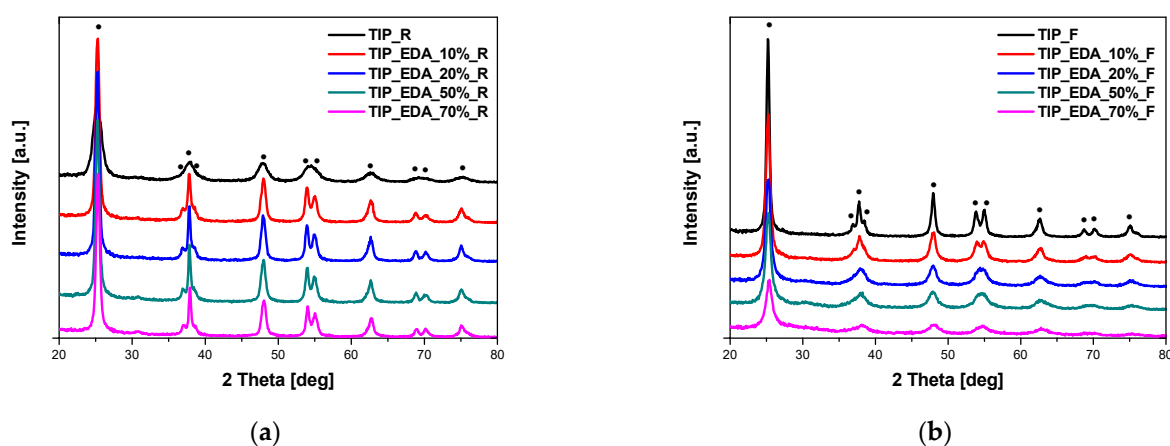 TIP_R
TIP_EDA_10%_R
TIP_EDA_20%_R
TIP_EDA_50%_R
TIP_EDA_70%_R
Intensity [a.u.]
20 30 40 50 60 70 80
2 Theta [deg]
(a)
TIP_F
TIP_EDA_10%_F
TIP_EDA_20%_F
TIP_EDA_50%_F
TIP_EDA_70%_F
Intensity [a.u.]
20 30 40 50 60 70 80
2 Theta [deg]
(b)